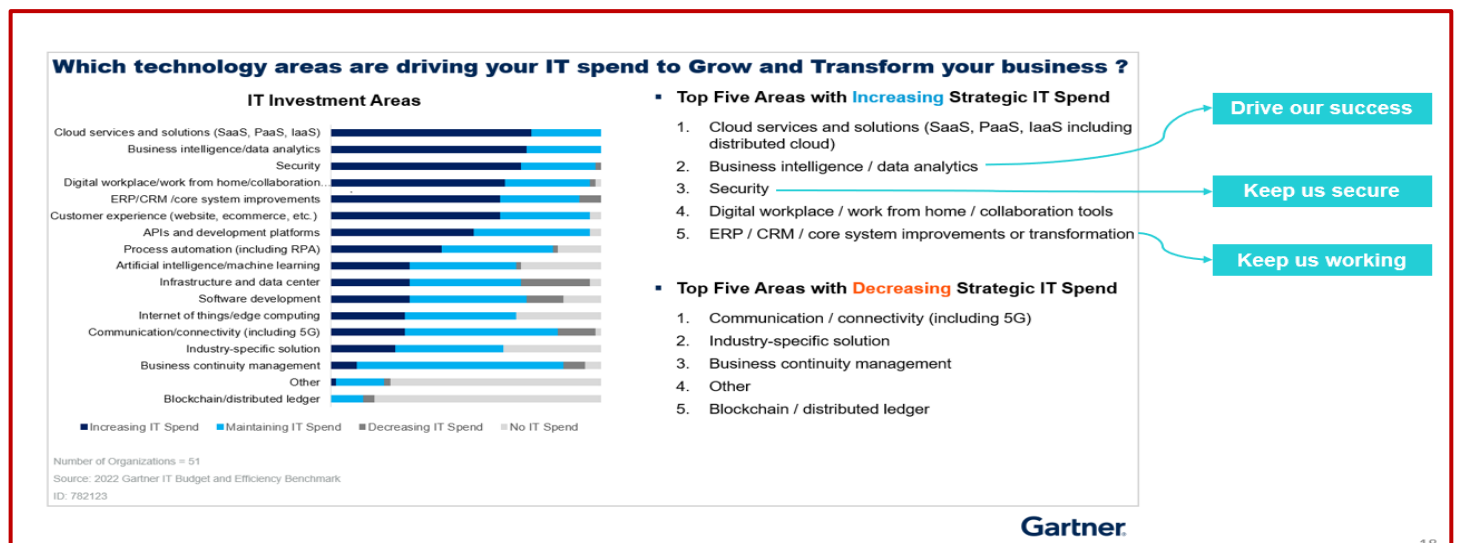 Which technology areas are driving your IT spend to Grow and Transform your business ?
IT Investment Areas
Cloud services and solutions (SaaS, PaaS, IaaS)
Business intelligence/data analytics
Security
Digital workplace/work from home/collaboration...
ERP/CRM /core system improvements
Customer experience (website, ecommerce, etc.)
APIs and development platforms
Process automation (including RPA)
Artificial intelligence/machine learning
Infrastructure and data center
Software development
Internet of things/edge computing
Communication/connectivity (including 5G)
Industry-specific solution
Business continuity management
Other
Blockchain/distributed ledger
Increasing IT Spend Maintaining IT Spend Decreasing IT Spend No IT Spend
Number of Organizations = 51
Source: 2022 Gartner IT Budget and Efficiency Benchmark
ID: 782123
▪ Top Five Areas with Increasing Strategic IT Spend
1. Cloud services and solutions (SaaS, PaaS, IaaS including
distributed cloud)
2. Business intelligence / data analytics
3. Security
4. Digital workplace / work from home / collaboration tools
5. ERP / CRM / core system improvements or transformation
▪ Top Five Areas with Decreasing Strategic IT Spend
1. Communication / connectivity (including 5G)
2. Industry-specific solution
3. Business continuity management
4. Other
5. Blockchain / distributed ledger
Drive our success
Keep us secure
Keep us working
Gartner